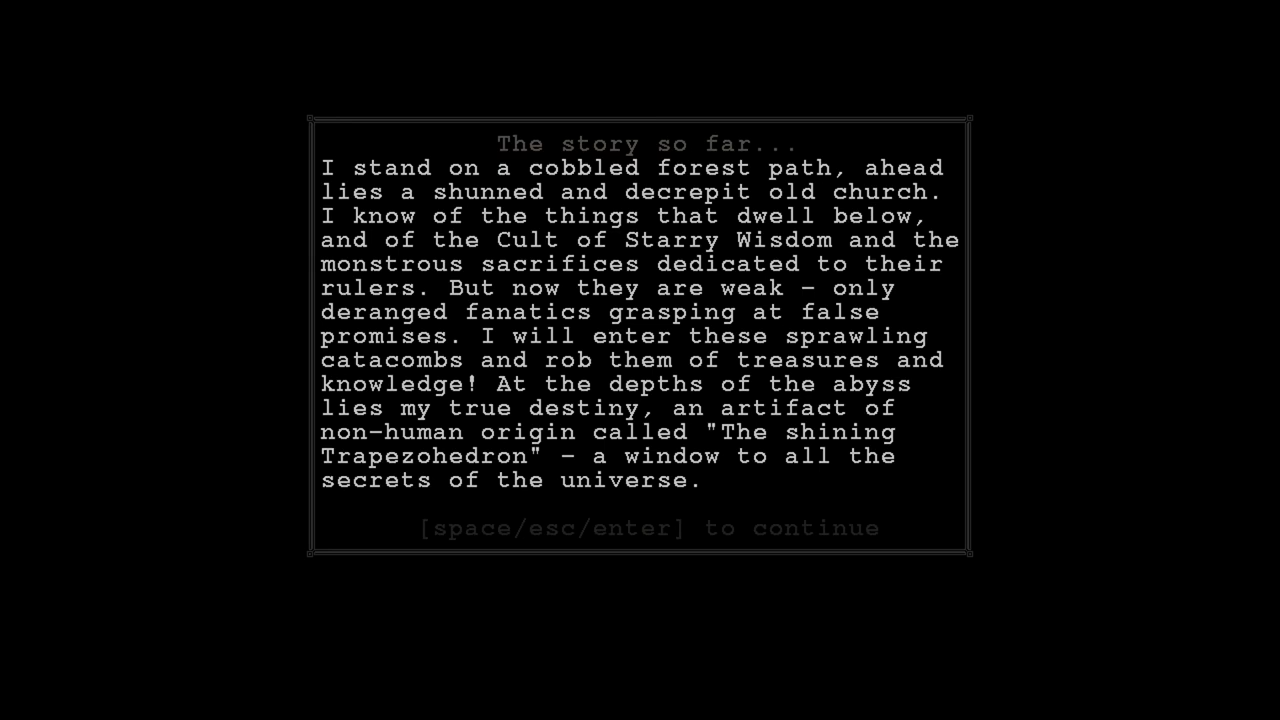 The story so far...
I stand on a cobbled forest path, ahead
lies a shunned and decrepit old church.
I know of the things that dwell below,
and of the Cult of Starry Wisdom and the
monstrous sacrifices dedicated to their
rulers. But now they are weak - only
deranged fanatics grasping at false
promises. I will enter these sprawling
catacombs and rob them of treasures and
knowledge! At the depths of the abyss
lies my true destiny, an artifact of
non-human origin called "The shining
Trapezohedron" - a window to all the
secrets of the universe.
[space/esc/enter] to continue